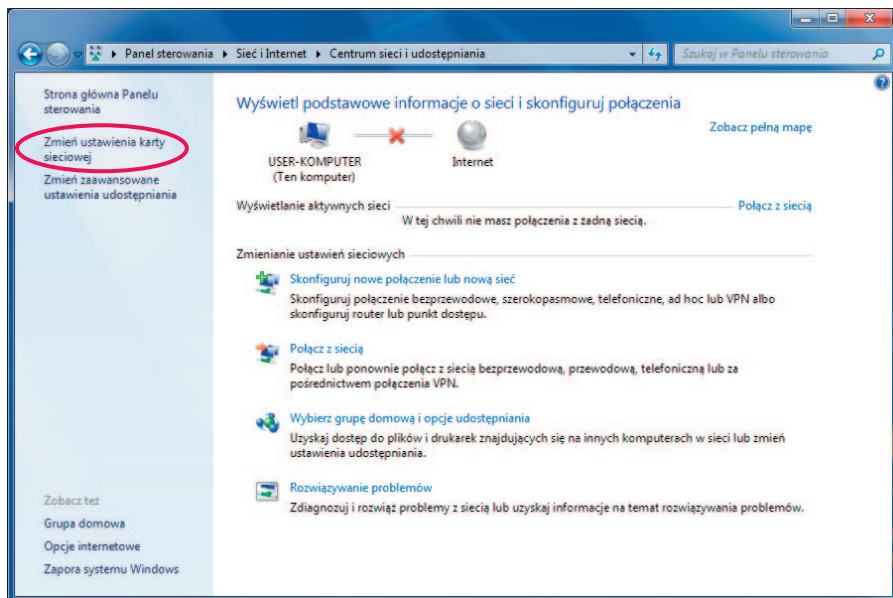 Panel sterowania ▸ Sieć i Internet ▸ Centrum sieci i udostępniania
Szukaj w Panelu sterowania
Strona główna Panelu
sterowania
Zmień ustawienia karty
sieciowej
Zmień zaawansowane
ustawienia udostępniania
Wyświetl podstawowe informacje o sieci i skonfiguruj połączenia
Zobacz pełną mapę
USER-KOMPUTER
(Ten komputer)
Internet
Wyświetlanie aktywnych sieci
Połącz z siecią
W tej chwili nie masz połączenia z żadną siecią.
Zmienianie ustawień sieciowych
Skonfiguruj nowe połączenie lub nową sieć
Skonfiguruj połączenie bezprzewodowe, szerokopasmowe, telefoniczne, ad hoc lub VPN albo
skonfiguruj router lub punkt dostępu.
Połącz z siecią
Połącz lub ponownie połącz z siecią bezprzewodową, przewodową, telefoniczną lub za
pośrednictwem połączenia VPN.
Wybierz grupę domową i opcje udostępniania
Uzyskaj dostęp do plików i drukarek znajdujących się na innych komputerach w sieci lub zmień
ustawienia udostępniania.
Rozwiązywanie problemów
Zdiagnozuj i rozwiąż problemy z siecią lub uzyskaj informacje na temat rozwiązywania problemów.
Zobacz też
Grupa domowa
Opcje internetowe
Zapora systemu Windows